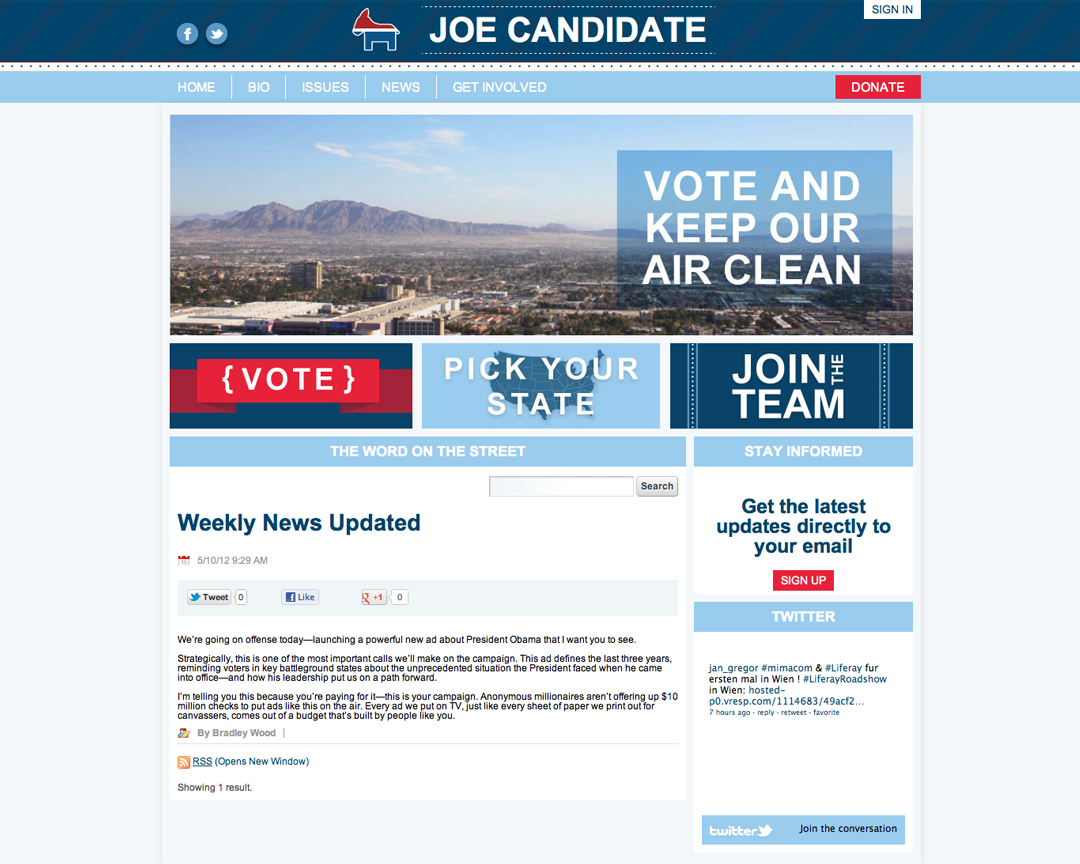 SIGN IN
JOE CANDIDATE
HOME
BIO
ISSUES
NEWS
GET INVOLVED
DONATE
VOTE AND
KEEP OUR
AIR CLEAN
{ VOTE }
PICK YOUR
STATE
JOIN THE
TEAM
THE WORD ON THE STREET
Search
Weekly News Updated
5/10/12 9:29 AM
Tweet 0
Like
+1 0
We're going on offense today—launching a powerful new ad about President Obama that I want you to see.
Strategically, this is one of the most important calls we'll make on the campaign. This ad defines the last three years,
reminding voters in key battleground states about the unprecedented situation the President faced when he came
into office—and how his leadership put us on a path forward.
I'm telling you this because you're paying for it—this is your campaign. Anonymous millionaires aren't offering up $10
million checks to put ads like this on the air. Every ad we put on TV, just like every sheet of paper we print out for
canvassers, comes out of a budget that's built by people like you.
By Bradley Wood |
RSS (Opens New Window)
Showing 1 result.
STAY INFORMED
Get the latest
updates directly to
your email
SIGN UP
TWITTER
jan_gregor #mimacom & #Liferay fur
ersten mal in Wien ! #LiferayRoadshow
in Wien: hosted-
p0.vresp.com/1114683/49acf2...
7 hours ago · reply · retweet · favorite
twitter
Join the conversation